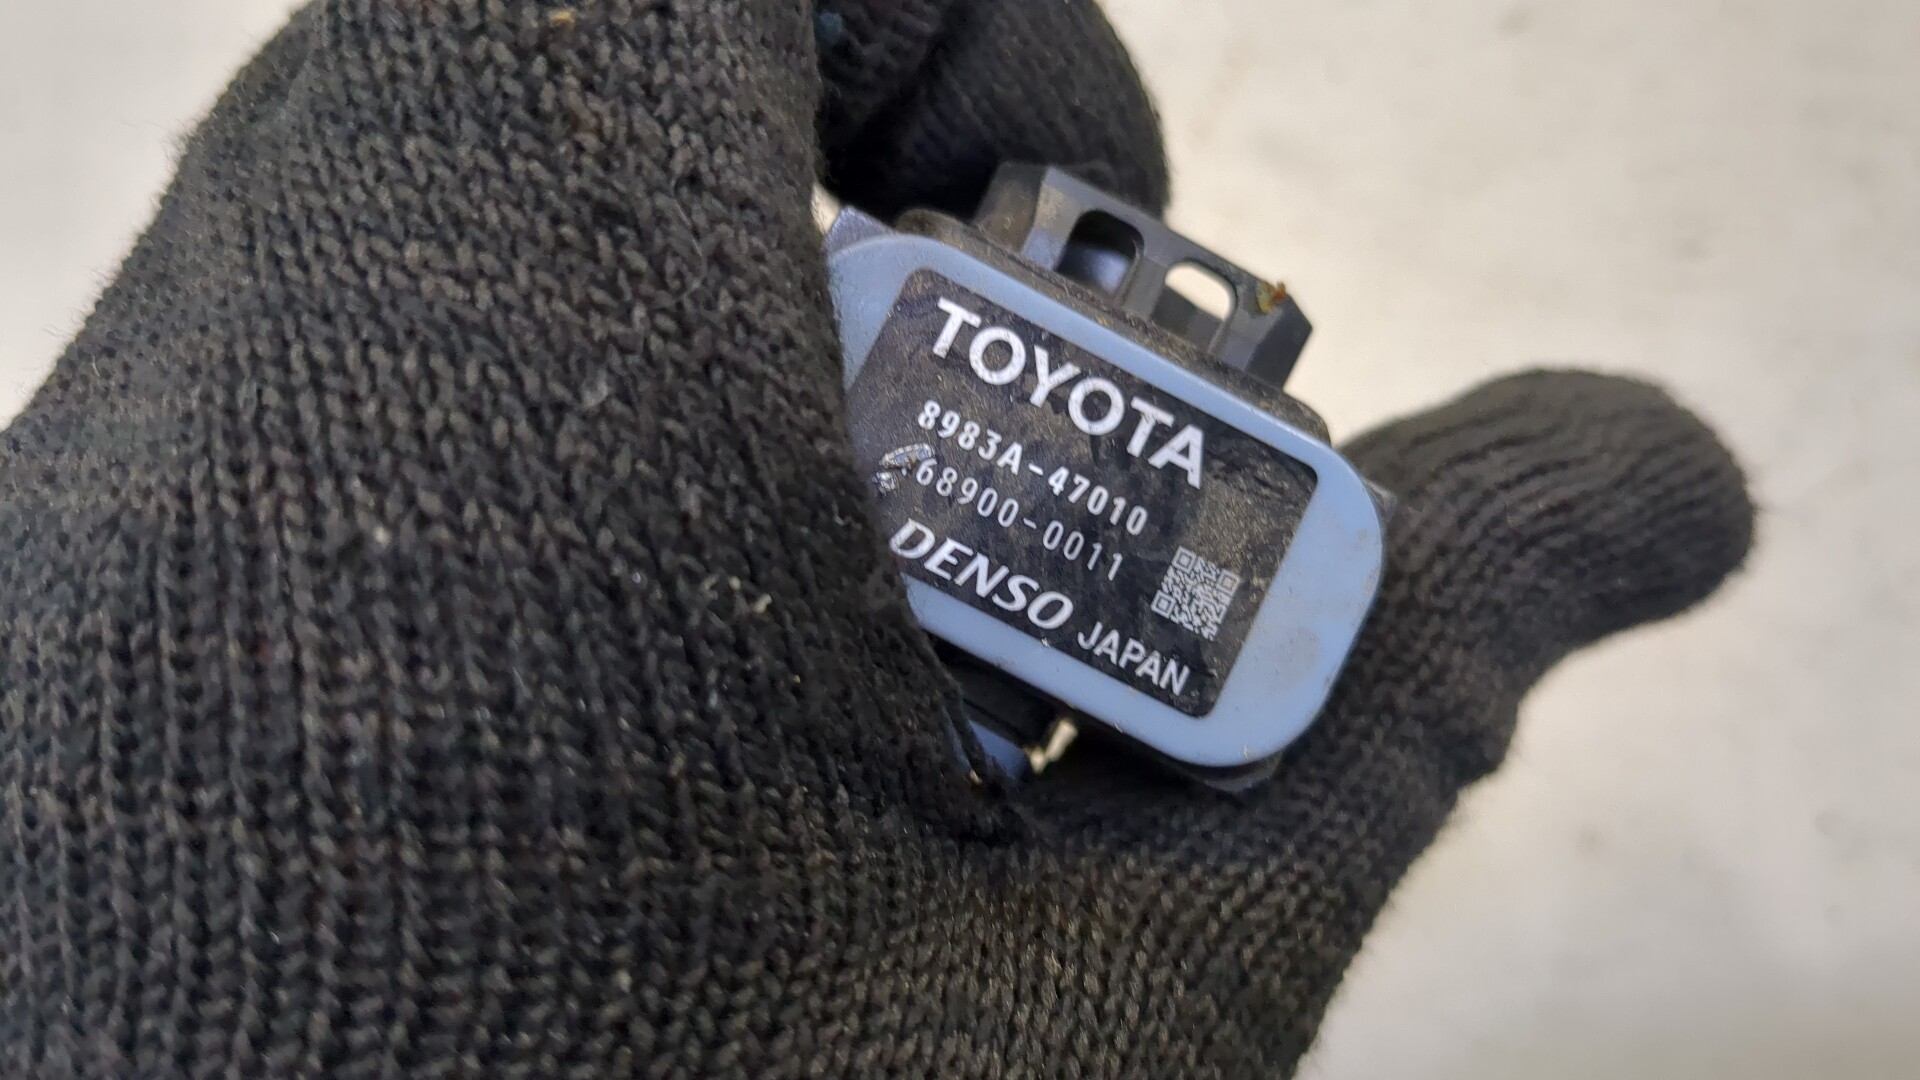 TOYOTA
8983A-47010
68900-0011
DENSO JAPAN